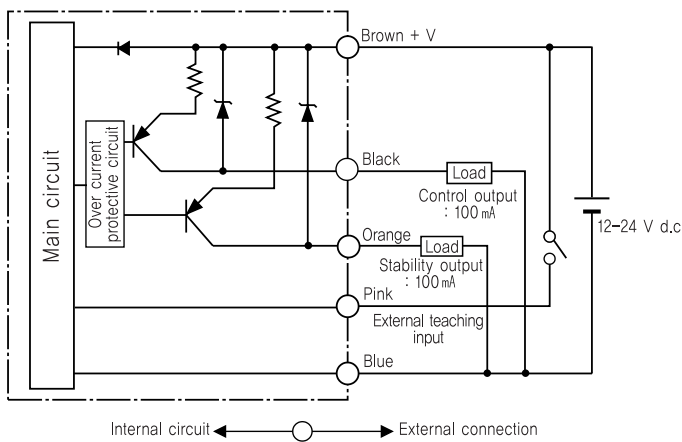 Brown + V
Main circuit
Over current
protective circuit
Black
Load
Control output
: 100 mA
12-24 V d.c
Orange
Load
Stability output
: 100 mA
Pink
External teaching
input
Blue
Internal circuit
External connection